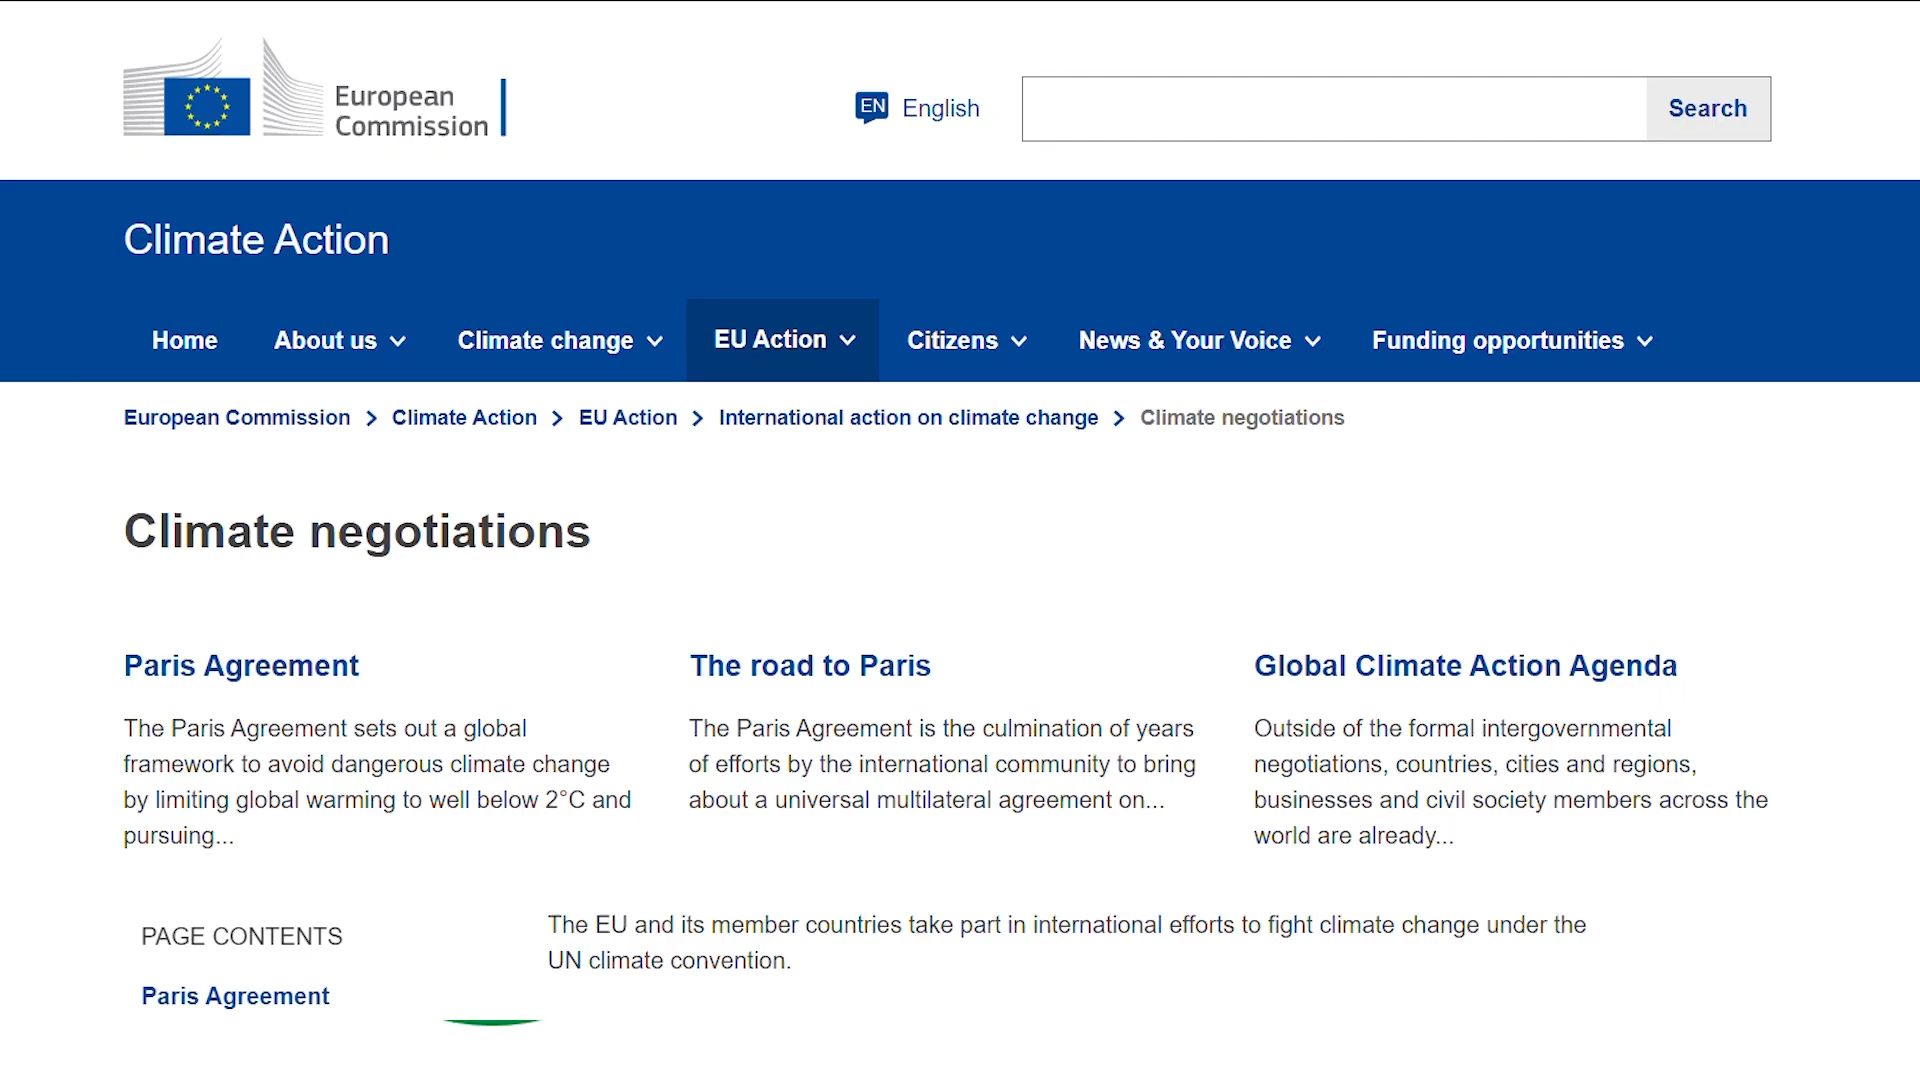 European
Commission
EN English
Search
Climate Action
Home About us Climate change EU Action Citizens News & Your Voice Funding opportunities
European Commission > Climate Action > EU Action > International action on climate change > Climate negotiations
Climate negotiations
Paris Agreement
The Paris Agreement sets out a global
framework to avoid dangerous climate change
by limiting global warming to well below 2°C and
pursuing...
The road to Paris
The Paris Agreement is the culmination of years
of efforts by the international community to bring
about a universal multilateral agreement on...
Global Climate Action Agenda
Outside of the formal intergovernmental
negotiations, countries, cities and regions,
businesses and civil society members across the
world are already...
PAGE CONTENTS
Paris Agreement
The EU and its member countries take part in international efforts to fight climate change under the
UN climate convention.